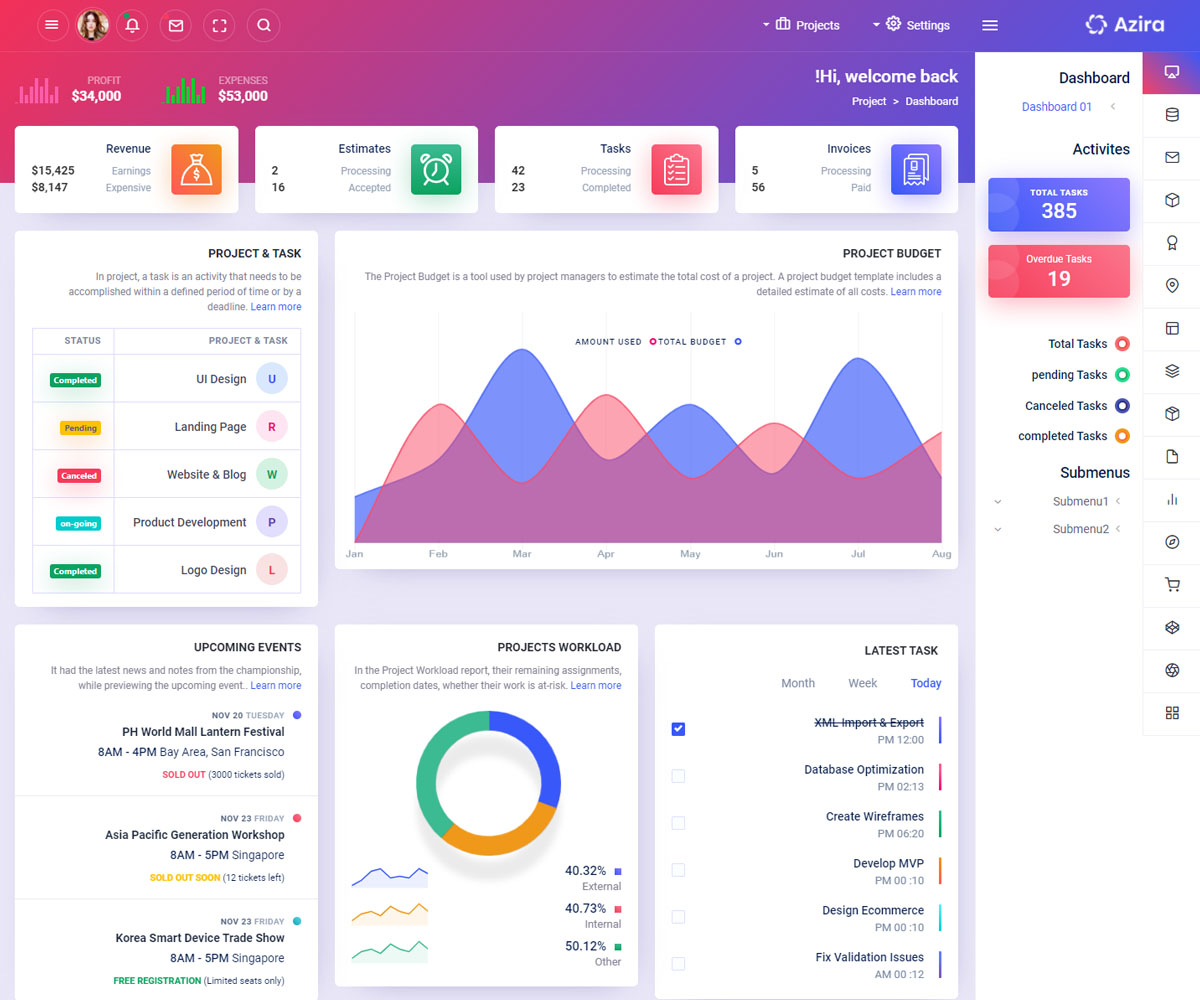 Projects
Settings
Azira
PROFIT
$34,000
EXPENSES
$53,000
!Hi, welcome back
Project > Dashboard
Revenue
$15,425 Earnings
$8,147 Expensive
Estimates
2 Processing
16 Accepted
Tasks
42 Processing
23 Completed
Invoices
5 Processing
56 Paid
Dashboard
Dashboard 01
Activites
TOTAL TASKS
385
Overdue Tasks
19
Total Tasks
pending Tasks
Canceled Tasks
completed Tasks
Submenus
Submenu1
Submenu2
PROJECT & TASK
In project, a task is an activity that needs to be
accomplished within a defined period of time or by a
deadline. Learn more
STATUS PROJECT & TASK
Completed UI Design U
Pending Landing Page R
Canceled Website & Blog W
on-going Product Development P
Completed Logo Design L
PROJECT BUDGET
The Project Budget is a tool used by project managers to estimate the total cost of a project. A project budget template includes a
detailed estimate of all costs. Learn more
AMOUNT USED TOTAL BUDGET
Jan Feb Mar Apr May Jun Jul Aug
UPCOMING EVENTS
It had the latest news and notes from the championship,
while previewing the upcoming event.. Learn more
NOV 20 TUESDAY
PH World Mall Lantern Festival
8AM - 4PM Bay Area, San Francisco
SOLD OUT (3000 tickets sold)
NOV 23 FRIDAY
Asia Pacific Generation Workshop
8AM - 5PM Singapore
SOLD OUT SOON (12 tickets left)
NOV 23 FRIDAY
Korea Smart Device Trade Show
8AM - 5PM Singapore
FREE REGISTRATION (Limited seats only)
PROJECTS WORKLOAD
In the Project Workload report, their remaining assignments,
completion dates, whether their work is at-risk. Learn more
40.32%
External
40.73%
Internal
50.12%
Other
LATEST TASK
Month Week Today
XML Import & Export
PM 12:00
Database Optimization
PM 02:13
Create Wireframes
PM 06:20
Develop MVP
PM 00 :10
Design Ecommerce
PM 00 :10
Fix Validation Issues
AM 00 :12